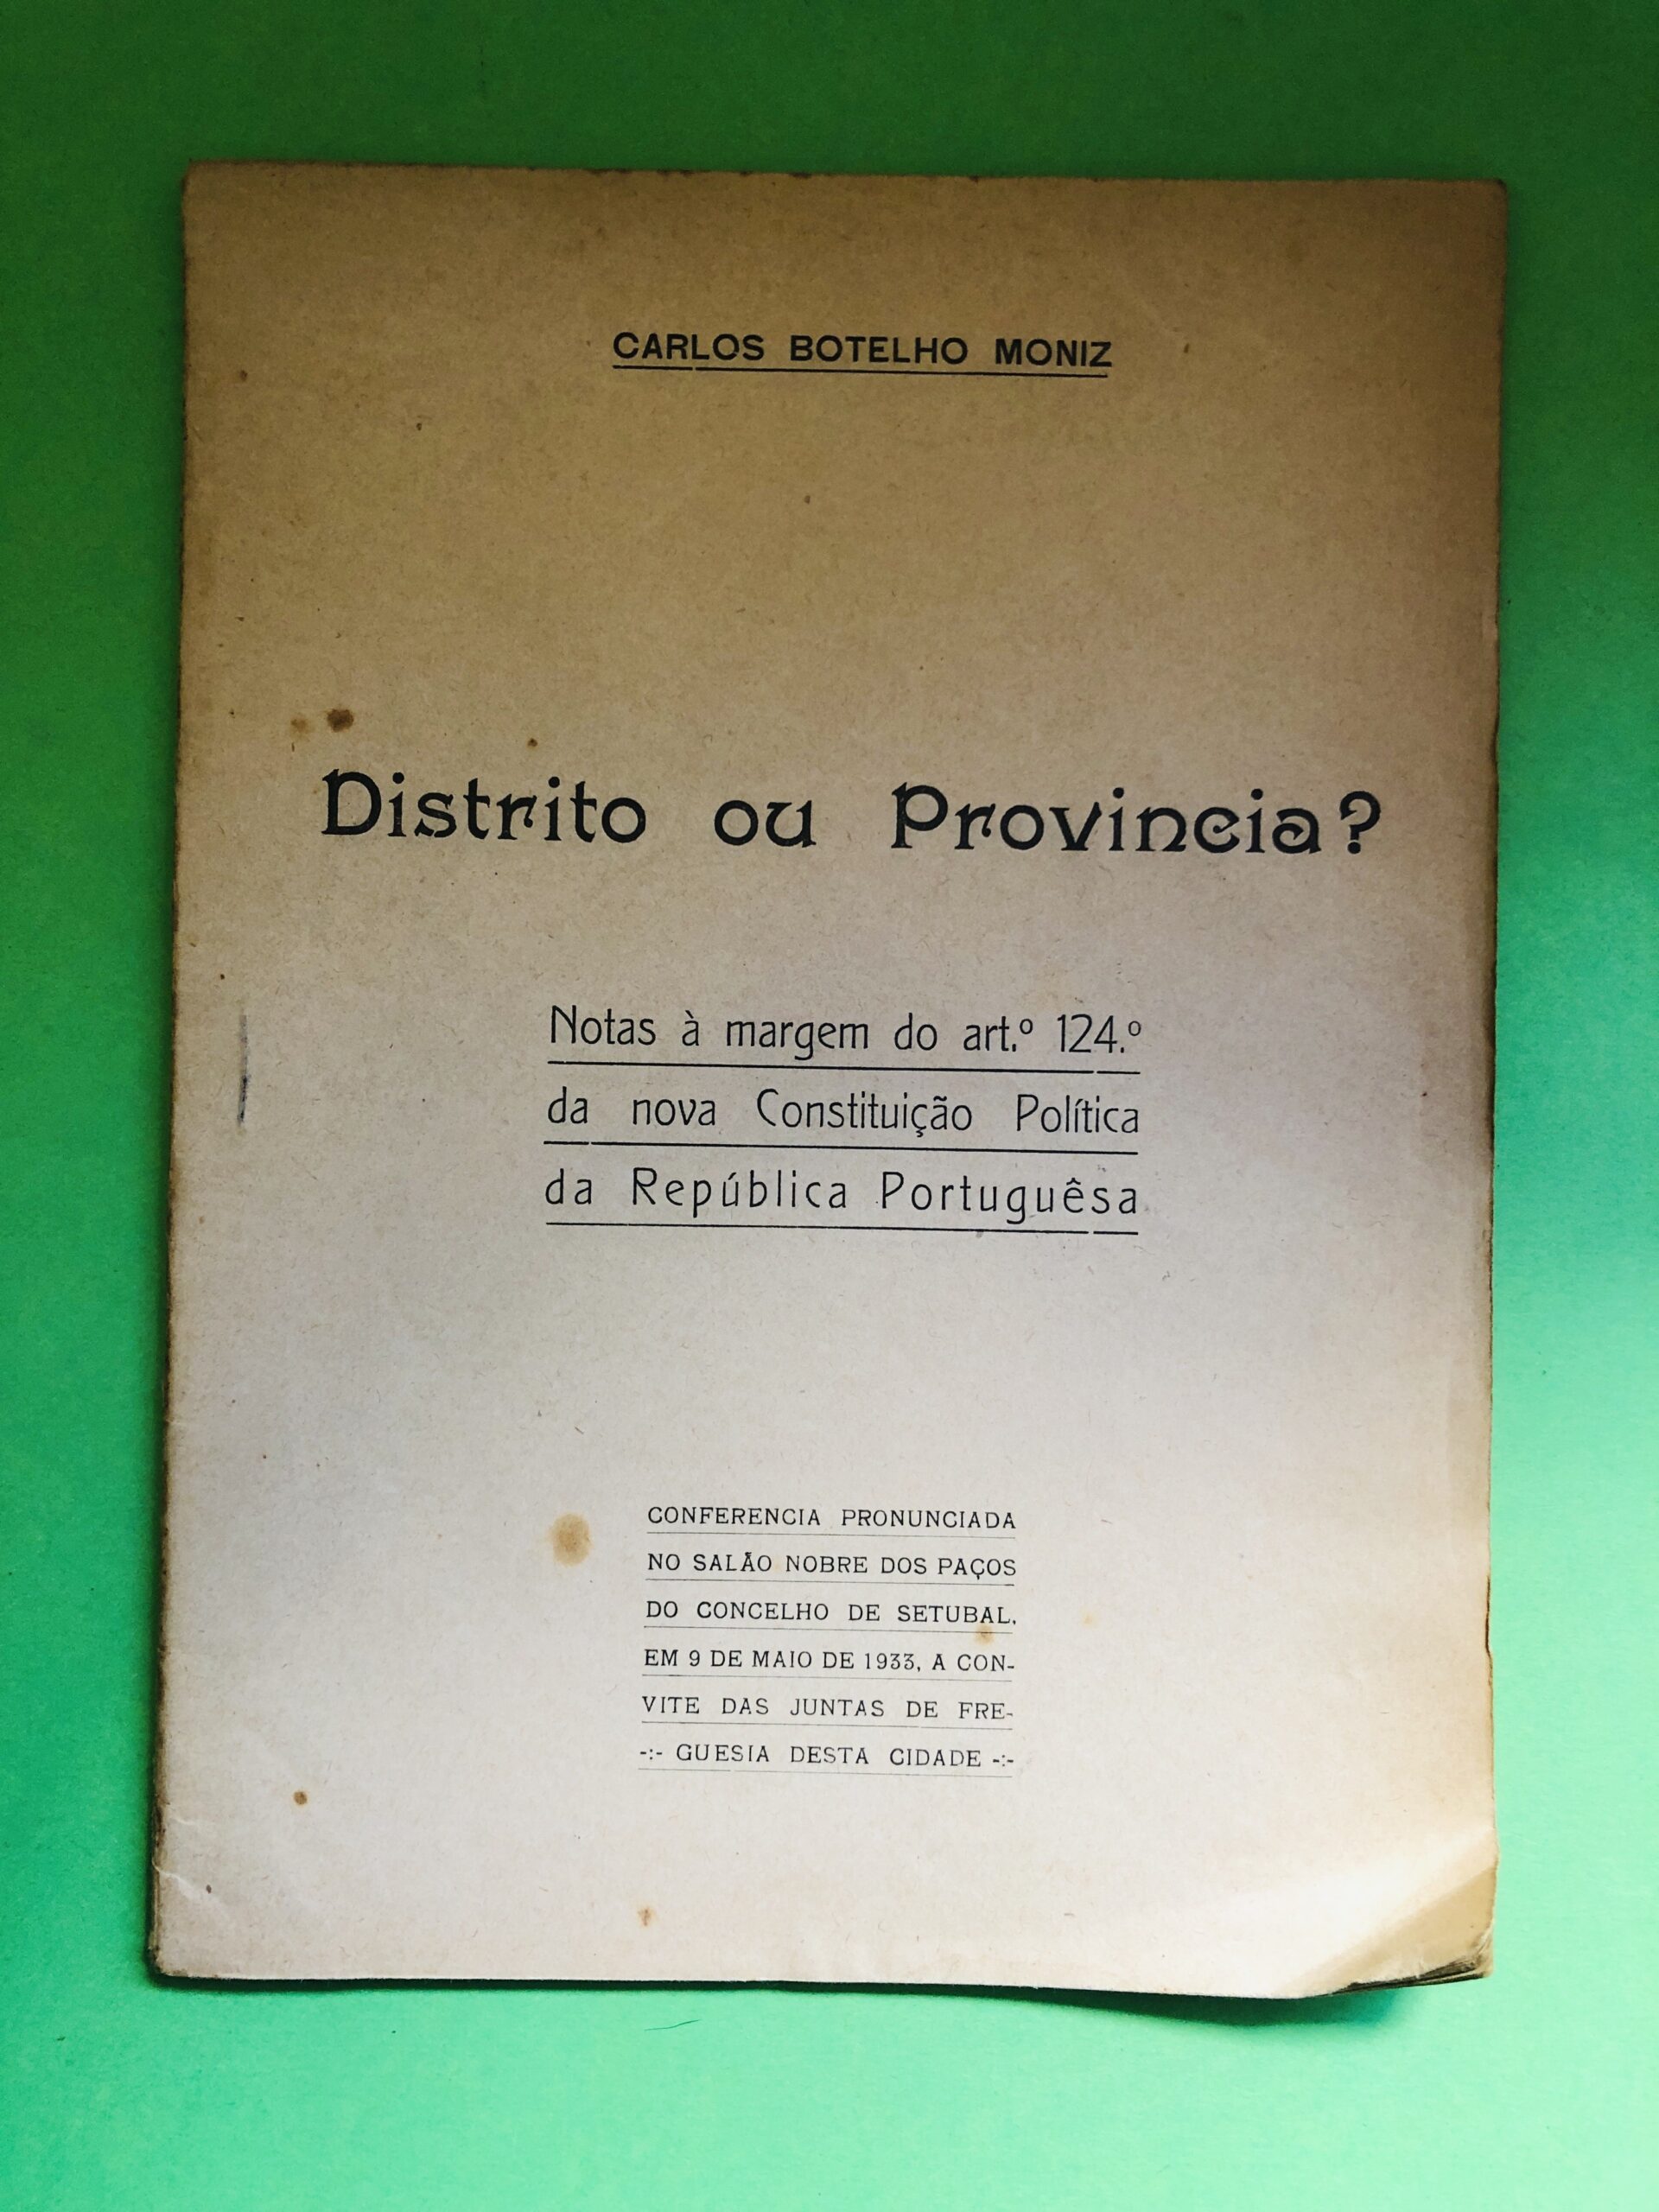 CARLOS BOTELHO MONIZ
Distrito ou Provincia?
Notas à margem do art.º 124.º
da nova Constituição Política
da República Portuguêsa
CONFERENCIA PRONUNCIADA
NO SALÃO NOBRE DOS PAÇOS
DO CONCELHO DE SETUBAL,
EM 9 DE MAIO DE 1933, A CON-
VITE DAS JUNTAS DE FRE-
-:- GUESIA DESTA CIDADE -:-